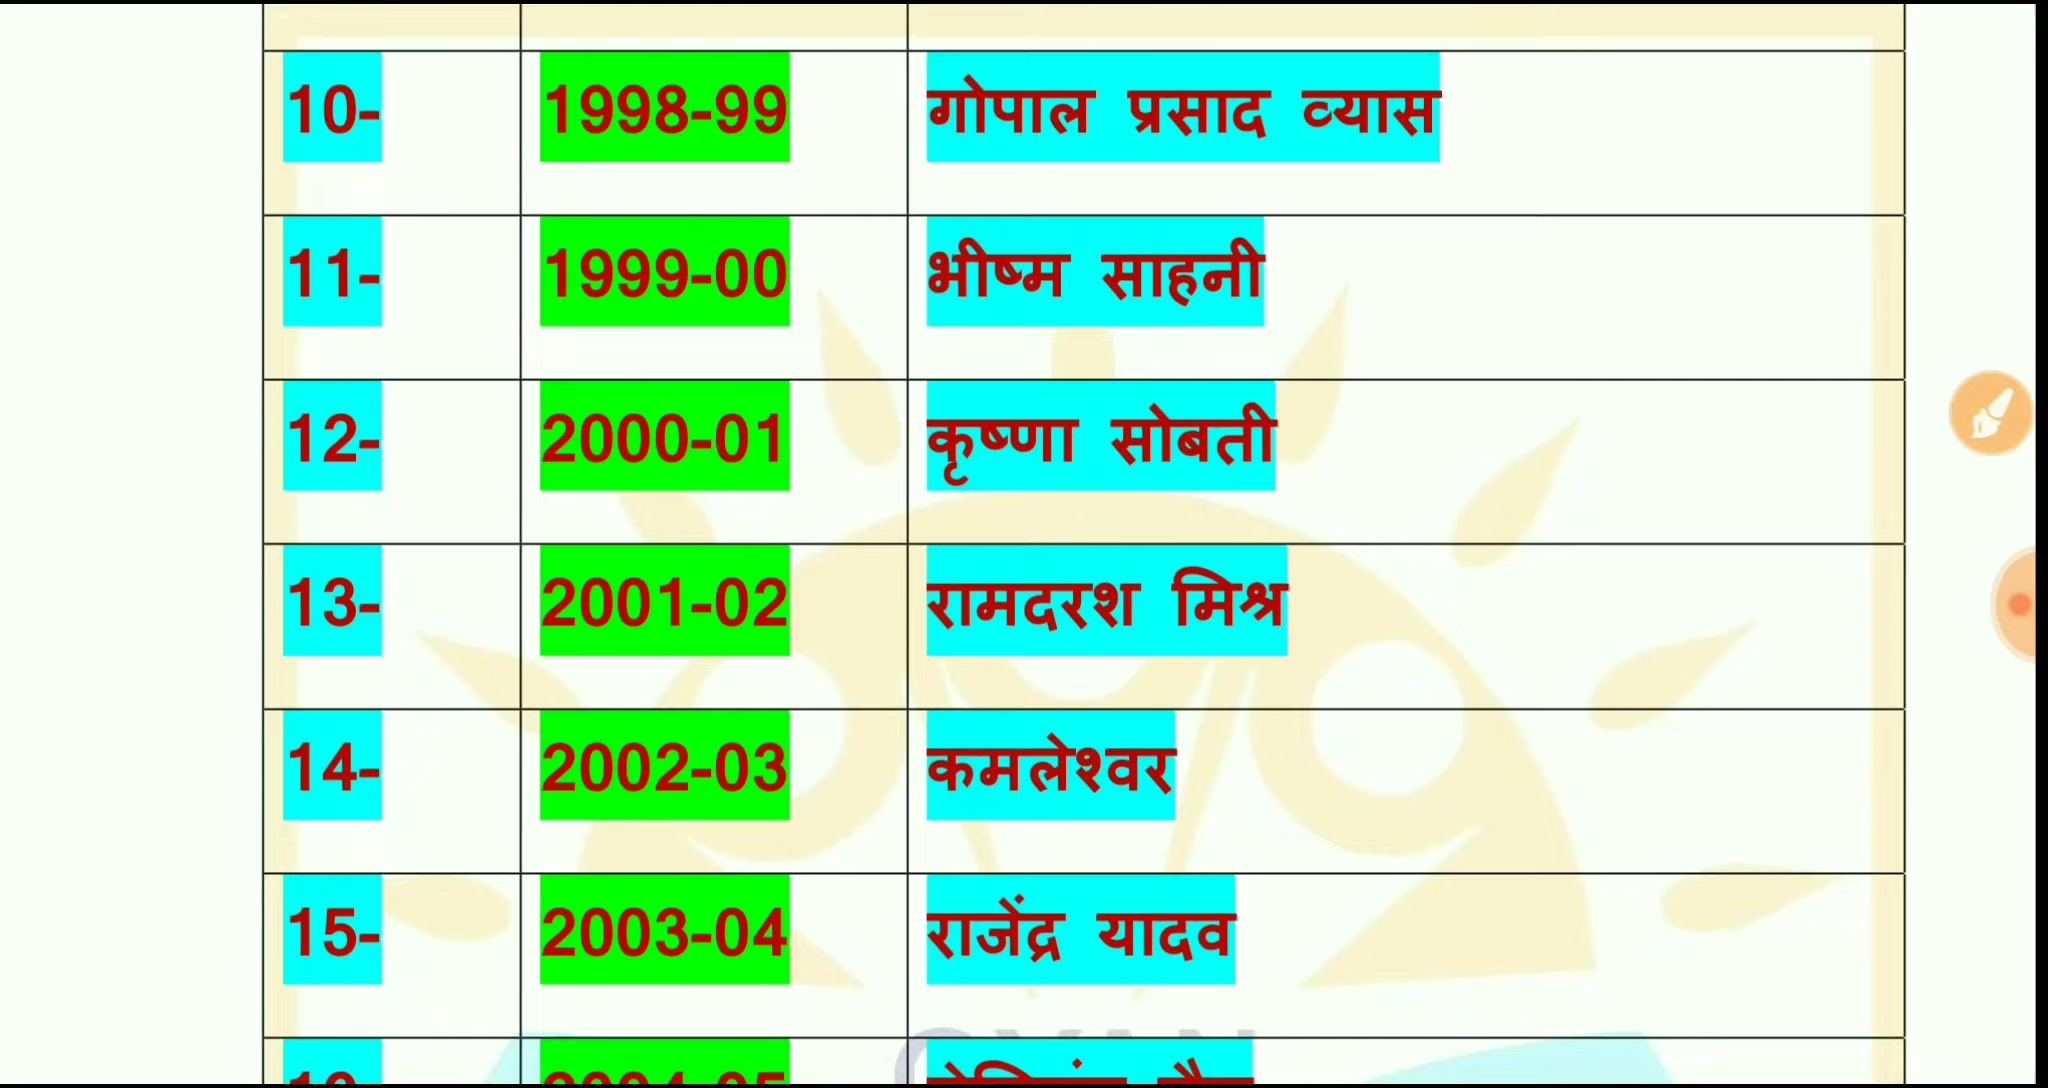 10- 1998-99 गोपाल प्रसाद व्यास
11- 1999-00 भीष्म साहनी
12- 2000-01 कृष्णा सोबती
13- 2001-02 रामदरश मिश्र
14- 2002-03 कमलेश्वर
15- 2003-04 राजेंद्र यादव